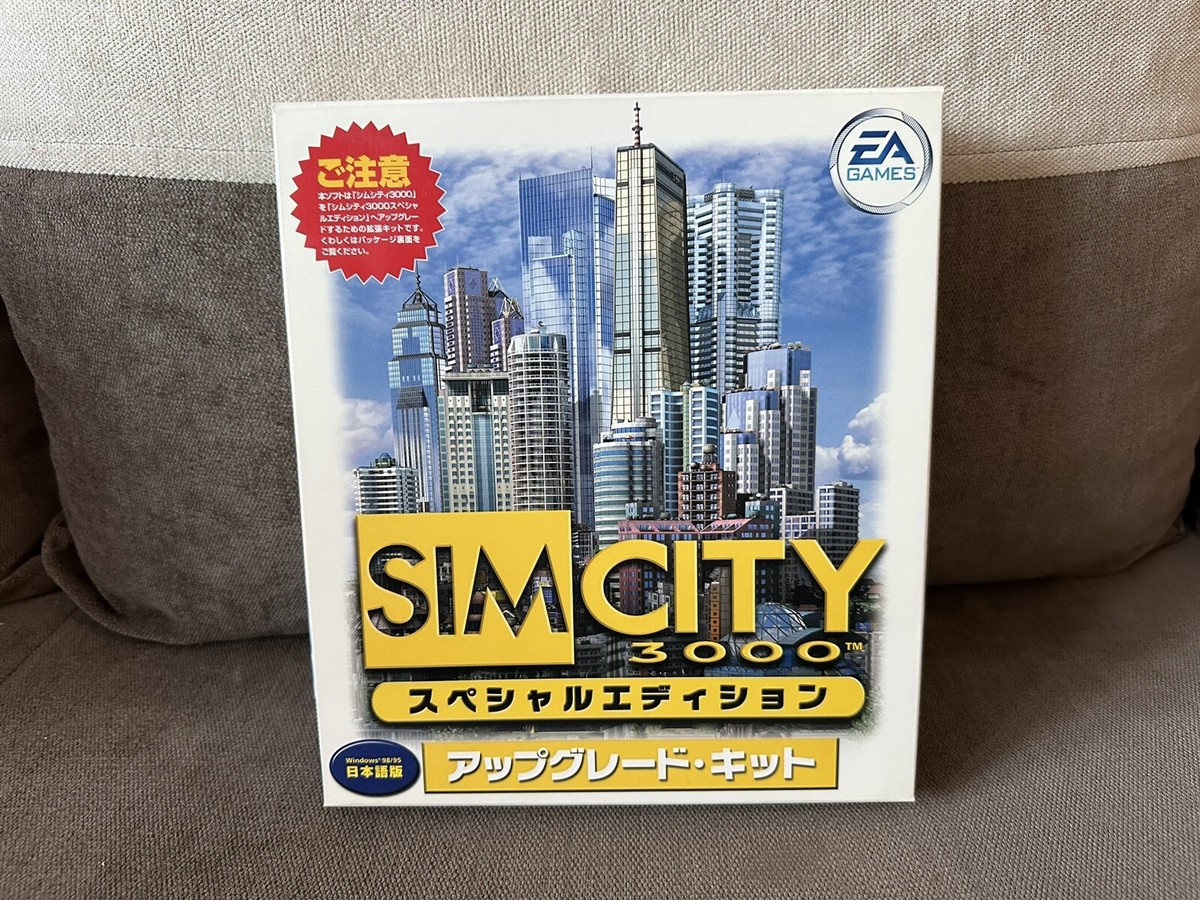 ご注意
本ソフトは「シムシティ3000」
を「シムシティ3000スペシャ
ルエディション」へアップグレー
ドするための拡張キットです。
くわしくはパッケージ裏面を
ご覧ください。
EA
GAMES™
SIMCITY
3000™
スペシャルエディション
Windows® 98/95
日本語版
アップグレード・キット